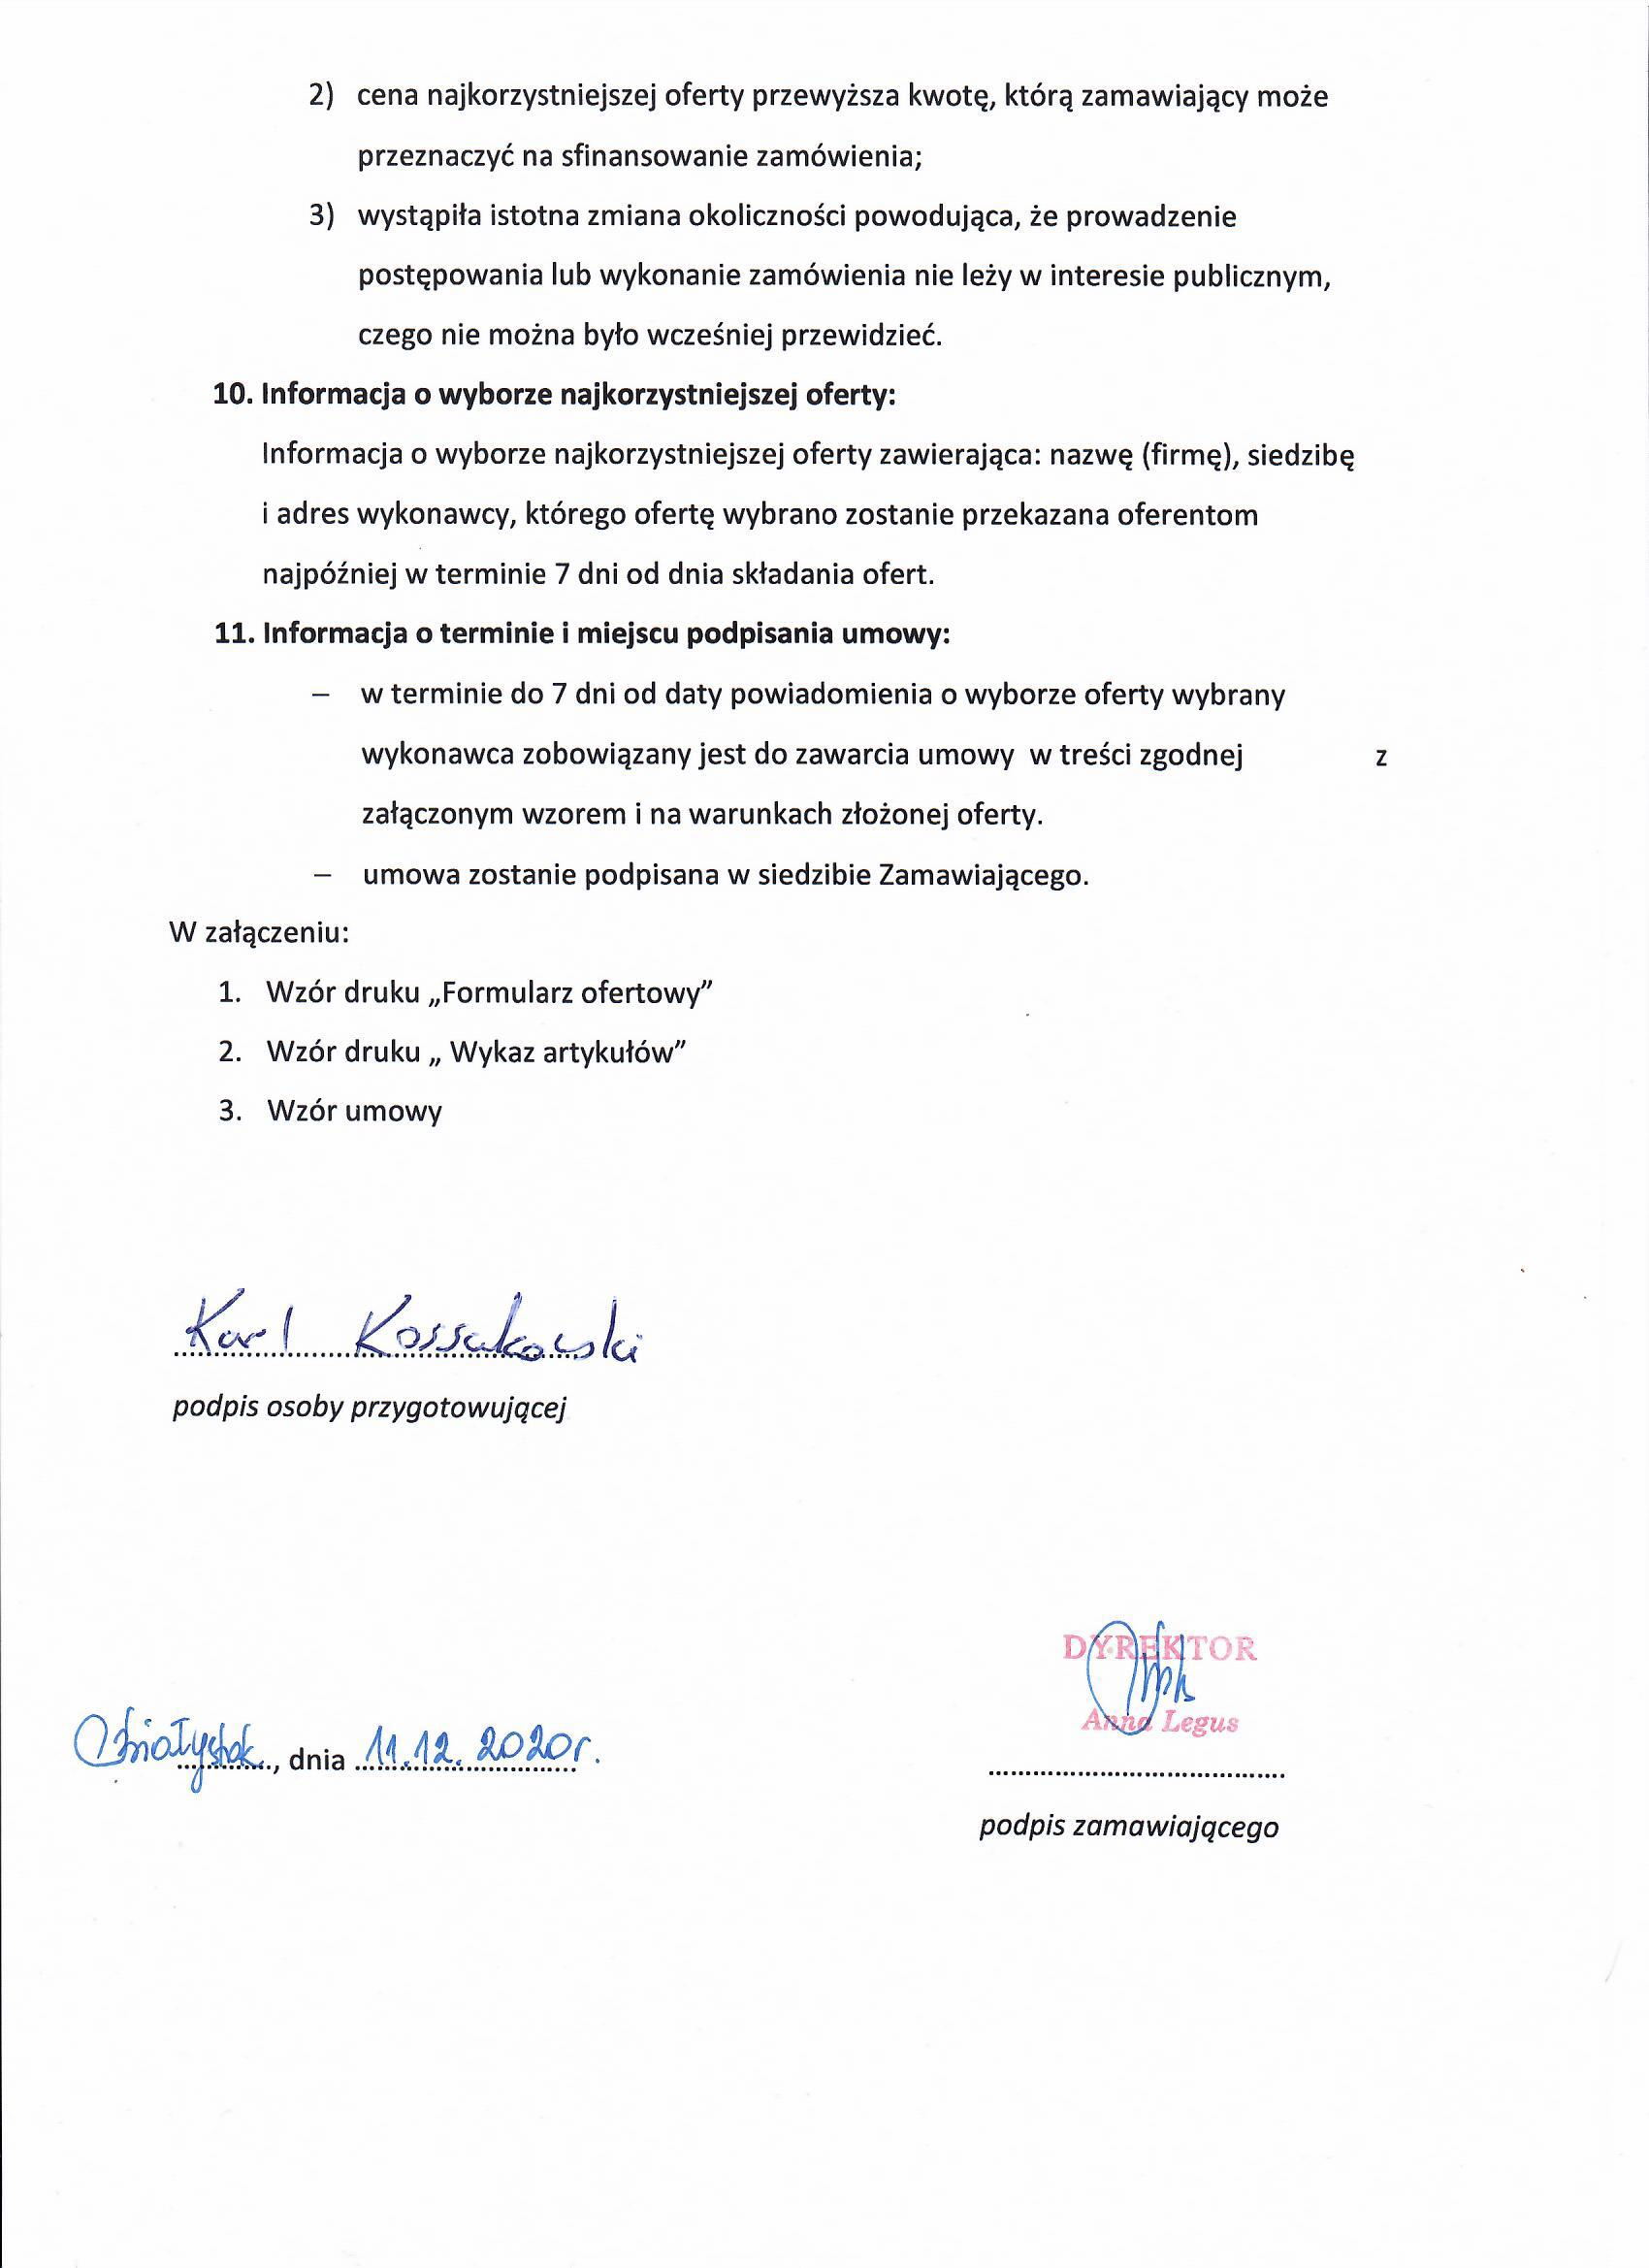 2) cena najkorzystniejszej oferty przewyższa kwotę, którą zamawiający może
przeznaczyć na sfinansowanie zamówienia;
3) wystąpiła istotna zmiana okoliczności powodująca, że prowadzenie
postępowania lub wykonanie zamówienia nie leży w interesie publicznym,
czego nie można było wcześniej przewidzieć.
10. Informacja o wyborze najkorzystniejszej oferty:
Informacja o wyborze najkorzystniejszej oferty zawierająca: nazwę (firmę), siedzibę
i adres wykonawcy, którego ofertę wybrano zostanie przekazana oferentom
najpóźniej w terminie 7 dni od dnia składania ofert.
11. Informacja o terminie i miejscu podpisania umowy:
– w terminie do 7 dni od daty powiadomienia o wyborze oferty wybrany
wykonawca zobowiązany jest do zawarcia umowy w treści zgodnej z
załączonym wzorem i na warunkach złożonej oferty.
– umowa zostanie podpisana w siedzibie Zamawiającego.
W załączeniu:
1. Wzór druku „Formularz ofertowy”
2. Wzór druku „ Wykaz artykułów”
3. Wzór umowy
Karl Kossakowski
podpis osoby przygotowującej
DYREKTOR
Anna Legus
Białystok, dnia 11.12.2020r.
podpis zamawiającego